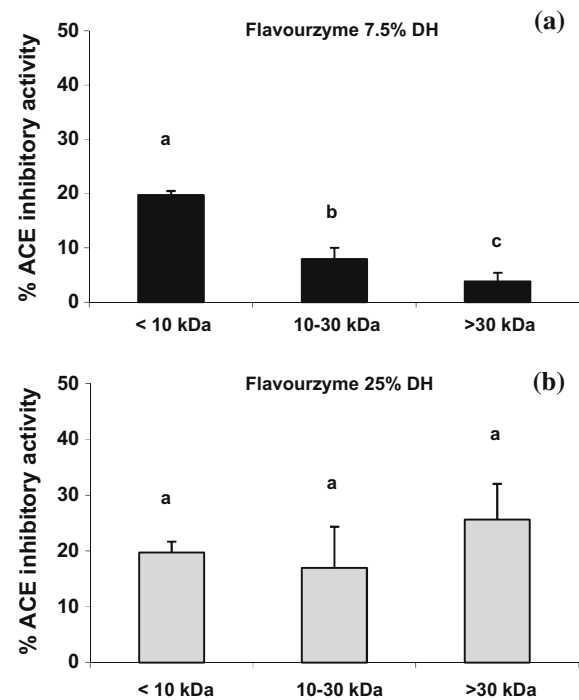 Flavourzyme 7.5% DH (a)
% ACE inhibitory activity
50
40
30
20
10
0
a
b
c
< 10 kDa 10-30 kDa >30 kDa
Flavourzyme 25% DH (b)
% ACE inhibitory activity
50
40
30
20
10
0
a
a
a
< 10 kDa 10-30 kDa >30 kDa